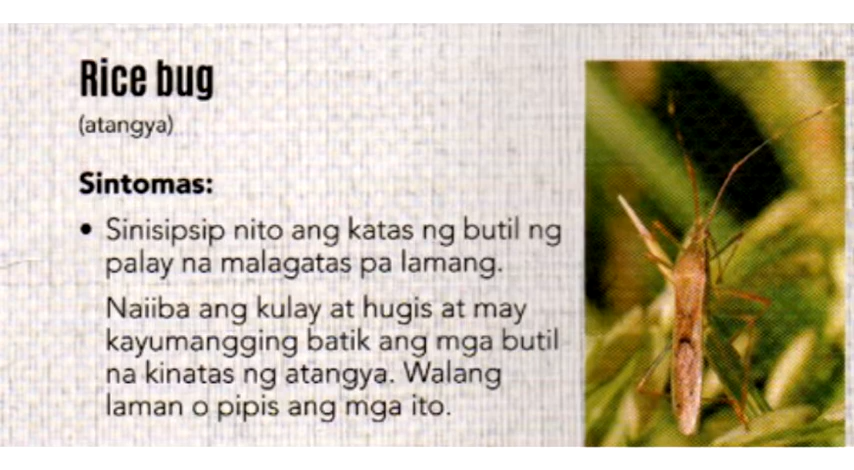 Rice bug
(atangya)
Sintomas:
• Sinisipsip nito ang katas ng butil ng
palay na malagatas pa lamang.
Naiiba ang kulay at hugis at may
kayumangging batik ang mga butil
na kinatas ng atangya. Walang
laman o pipis ang mga ito.